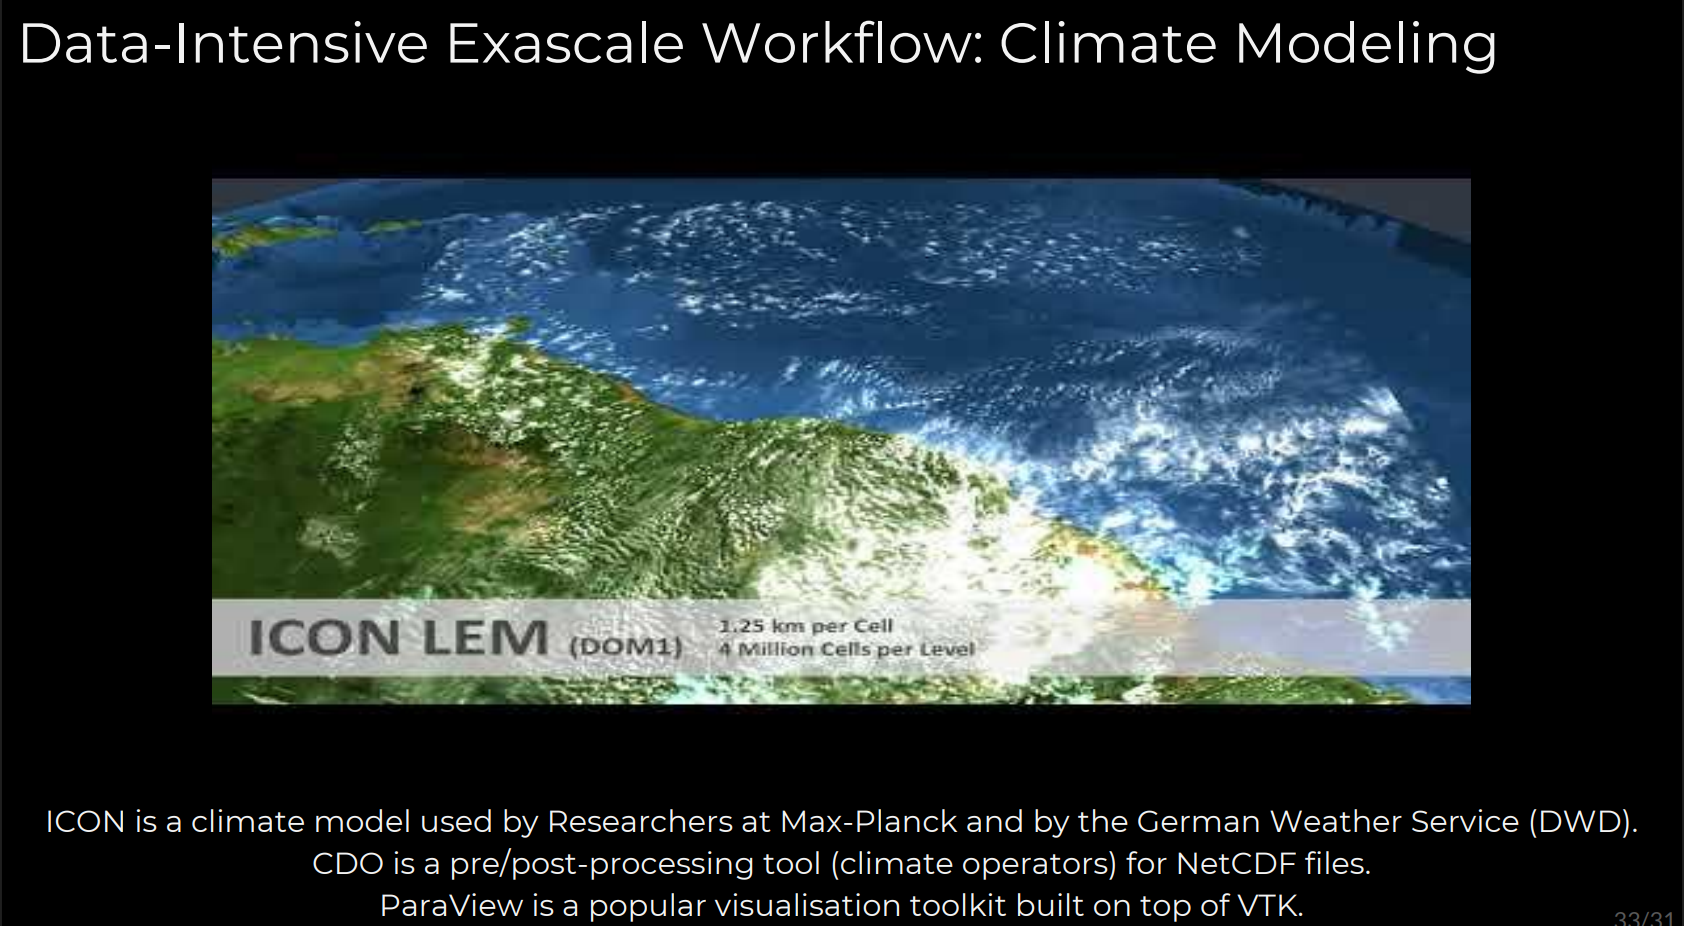 Data-Intensive Exascale Workflow: Climate Modeling
ICON LEM (DOM1)
1.25 km per Cell
4 Million Cells per Level
ICON is a climate model used by Researchers at Max-Planck and by the German Weather Service (DWD).
CDO is a pre/post-processing tool (climate operators) for NetCDF files.
ParaView is a popular visualisation toolkit built on top of VTK.
33/31